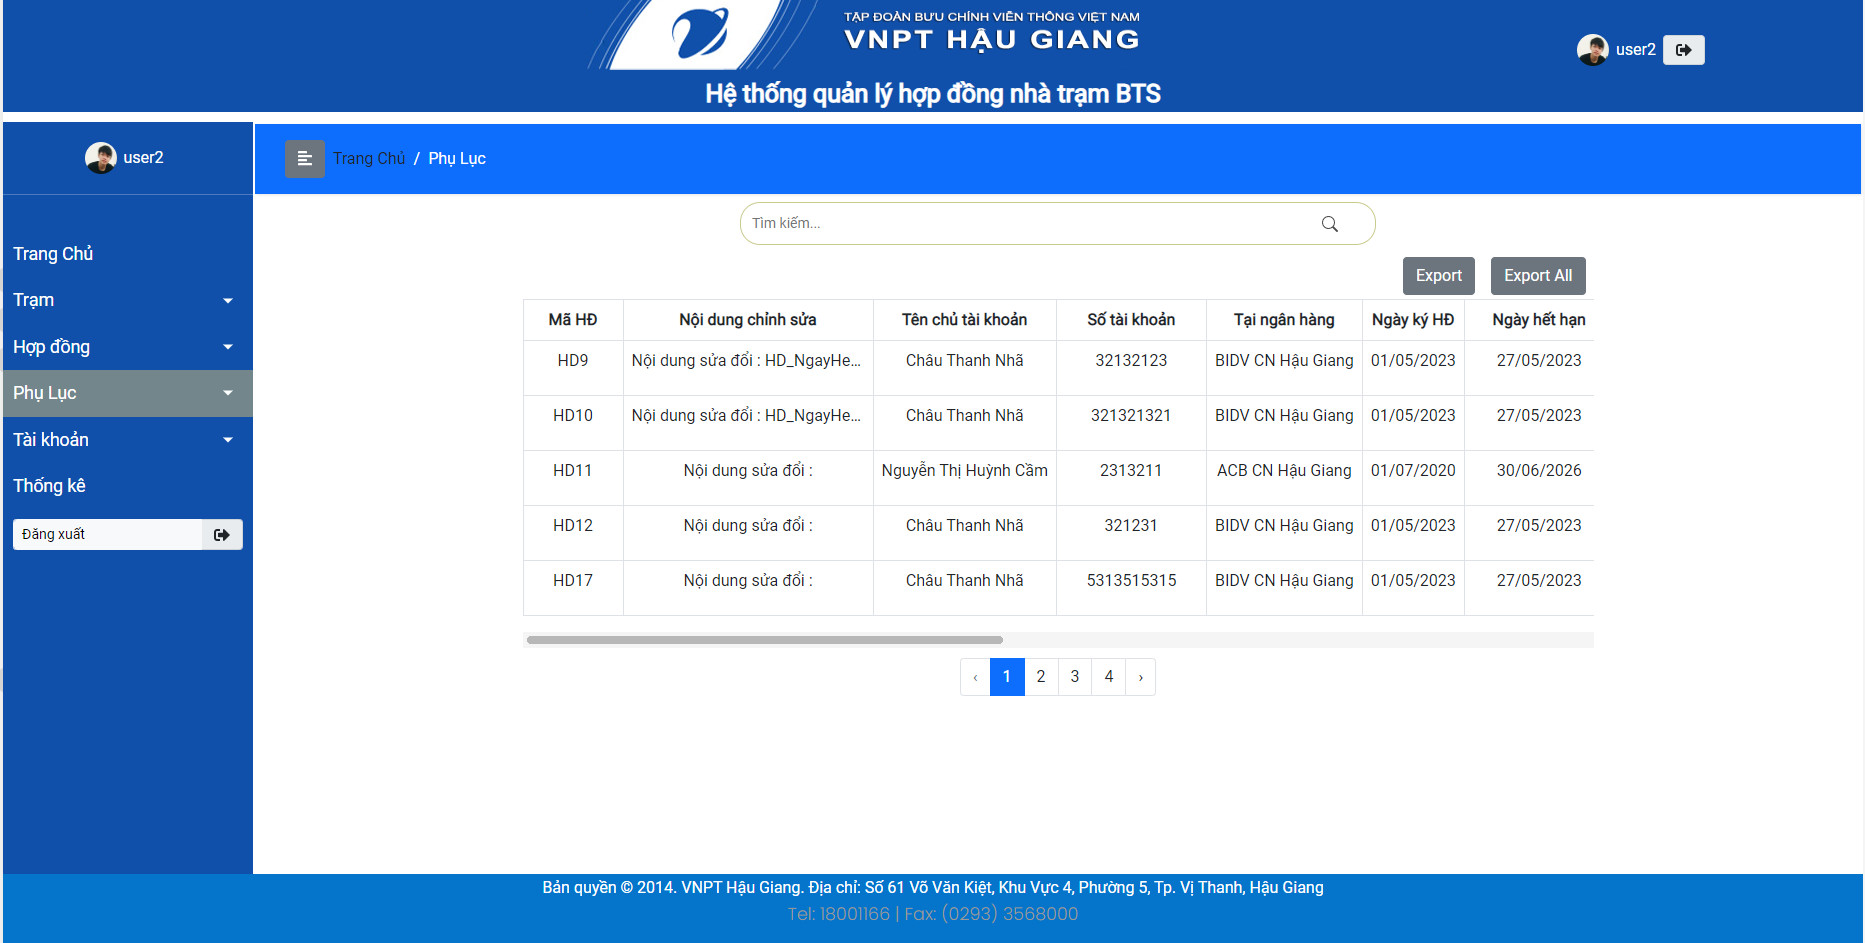 TẬP ĐOÀN BƯU CHÍNH VIỄN THÔNG VIỆT NAM
VNPT HẬU GIANG
Hệ thống quản lý hợp đồng nhà trạm BTS
user2
user2
Trang Chủ / Phụ Lục
Tìm kiếm...
Trang Chủ
Trạm
Hợp đồng
Phụ Lục
Tài khoản
Thống kê
Đăng xuất
Export Export All
Mã HĐ Nội dung chỉnh sửa Tên chủ tài khoản Số tài khoản Tại ngân hàng Ngày ký HĐ Ngày hết hạn
HD9 Nội dung sửa đổi : HD_NgayHe... Châu Thanh Nhã 32132123 BIDV CN Hậu Giang 01/05/2023 27/05/2023
HD10 Nội dung sửa đổi : HD_NgayHe... Châu Thanh Nhã 321321321 BIDV CN Hậu Giang 01/05/2023 27/05/2023
HD11 Nội dung sửa đổi : Nguyễn Thị Huỳnh Cầm 2313211 ACB CN Hậu Giang 01/07/2020 30/06/2026
HD12 Nội dung sửa đổi : Châu Thanh Nhã 321231 BIDV CN Hậu Giang 01/05/2023 27/05/2023
HD17 Nội dung sửa đổi : Châu Thanh Nhã 5313515315 BIDV CN Hậu Giang 01/05/2023 27/05/2023
‹ 1 2 3 4 ›
Bản quyền © 2014. VNPT Hậu Giang. Địa chỉ: Số 61 Võ Văn Kiệt, Khu Vực 4, Phường 5, Tp. Vị Thanh, Hậu Giang
Tel: 18001166 | Fax: (0293) 3568000